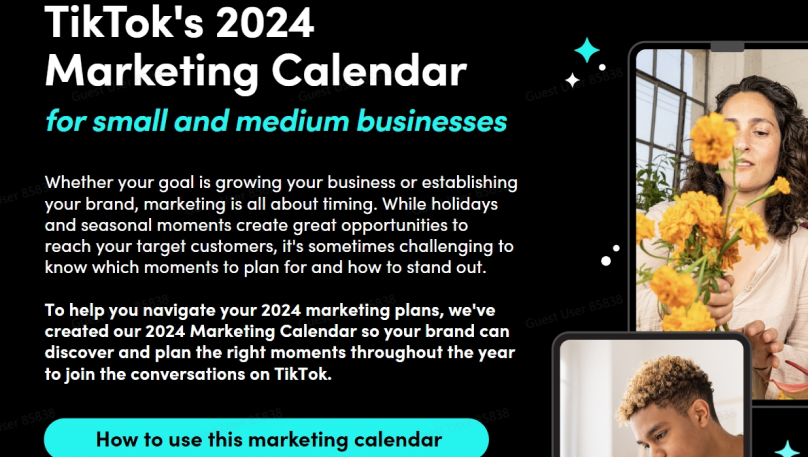 TikTok's 2024
Marketing Calendar
for small and medium businesses
Whether your goal is growing your business or establishing
your brand, marketing is all about timing. While holidays
and seasonal moments create great opportunities to
reach your target customers, it's sometimes challenging to
know which moments to plan for and how to stand out.
To help you navigate your 2024 marketing plans, we've
created our 2024 Marketing Calendar so your brand can
discover and plan the right moments throughout the year
to join the conversations on TikTok.
How to use this marketing calendar
Guest User 85838
Guest User 85838